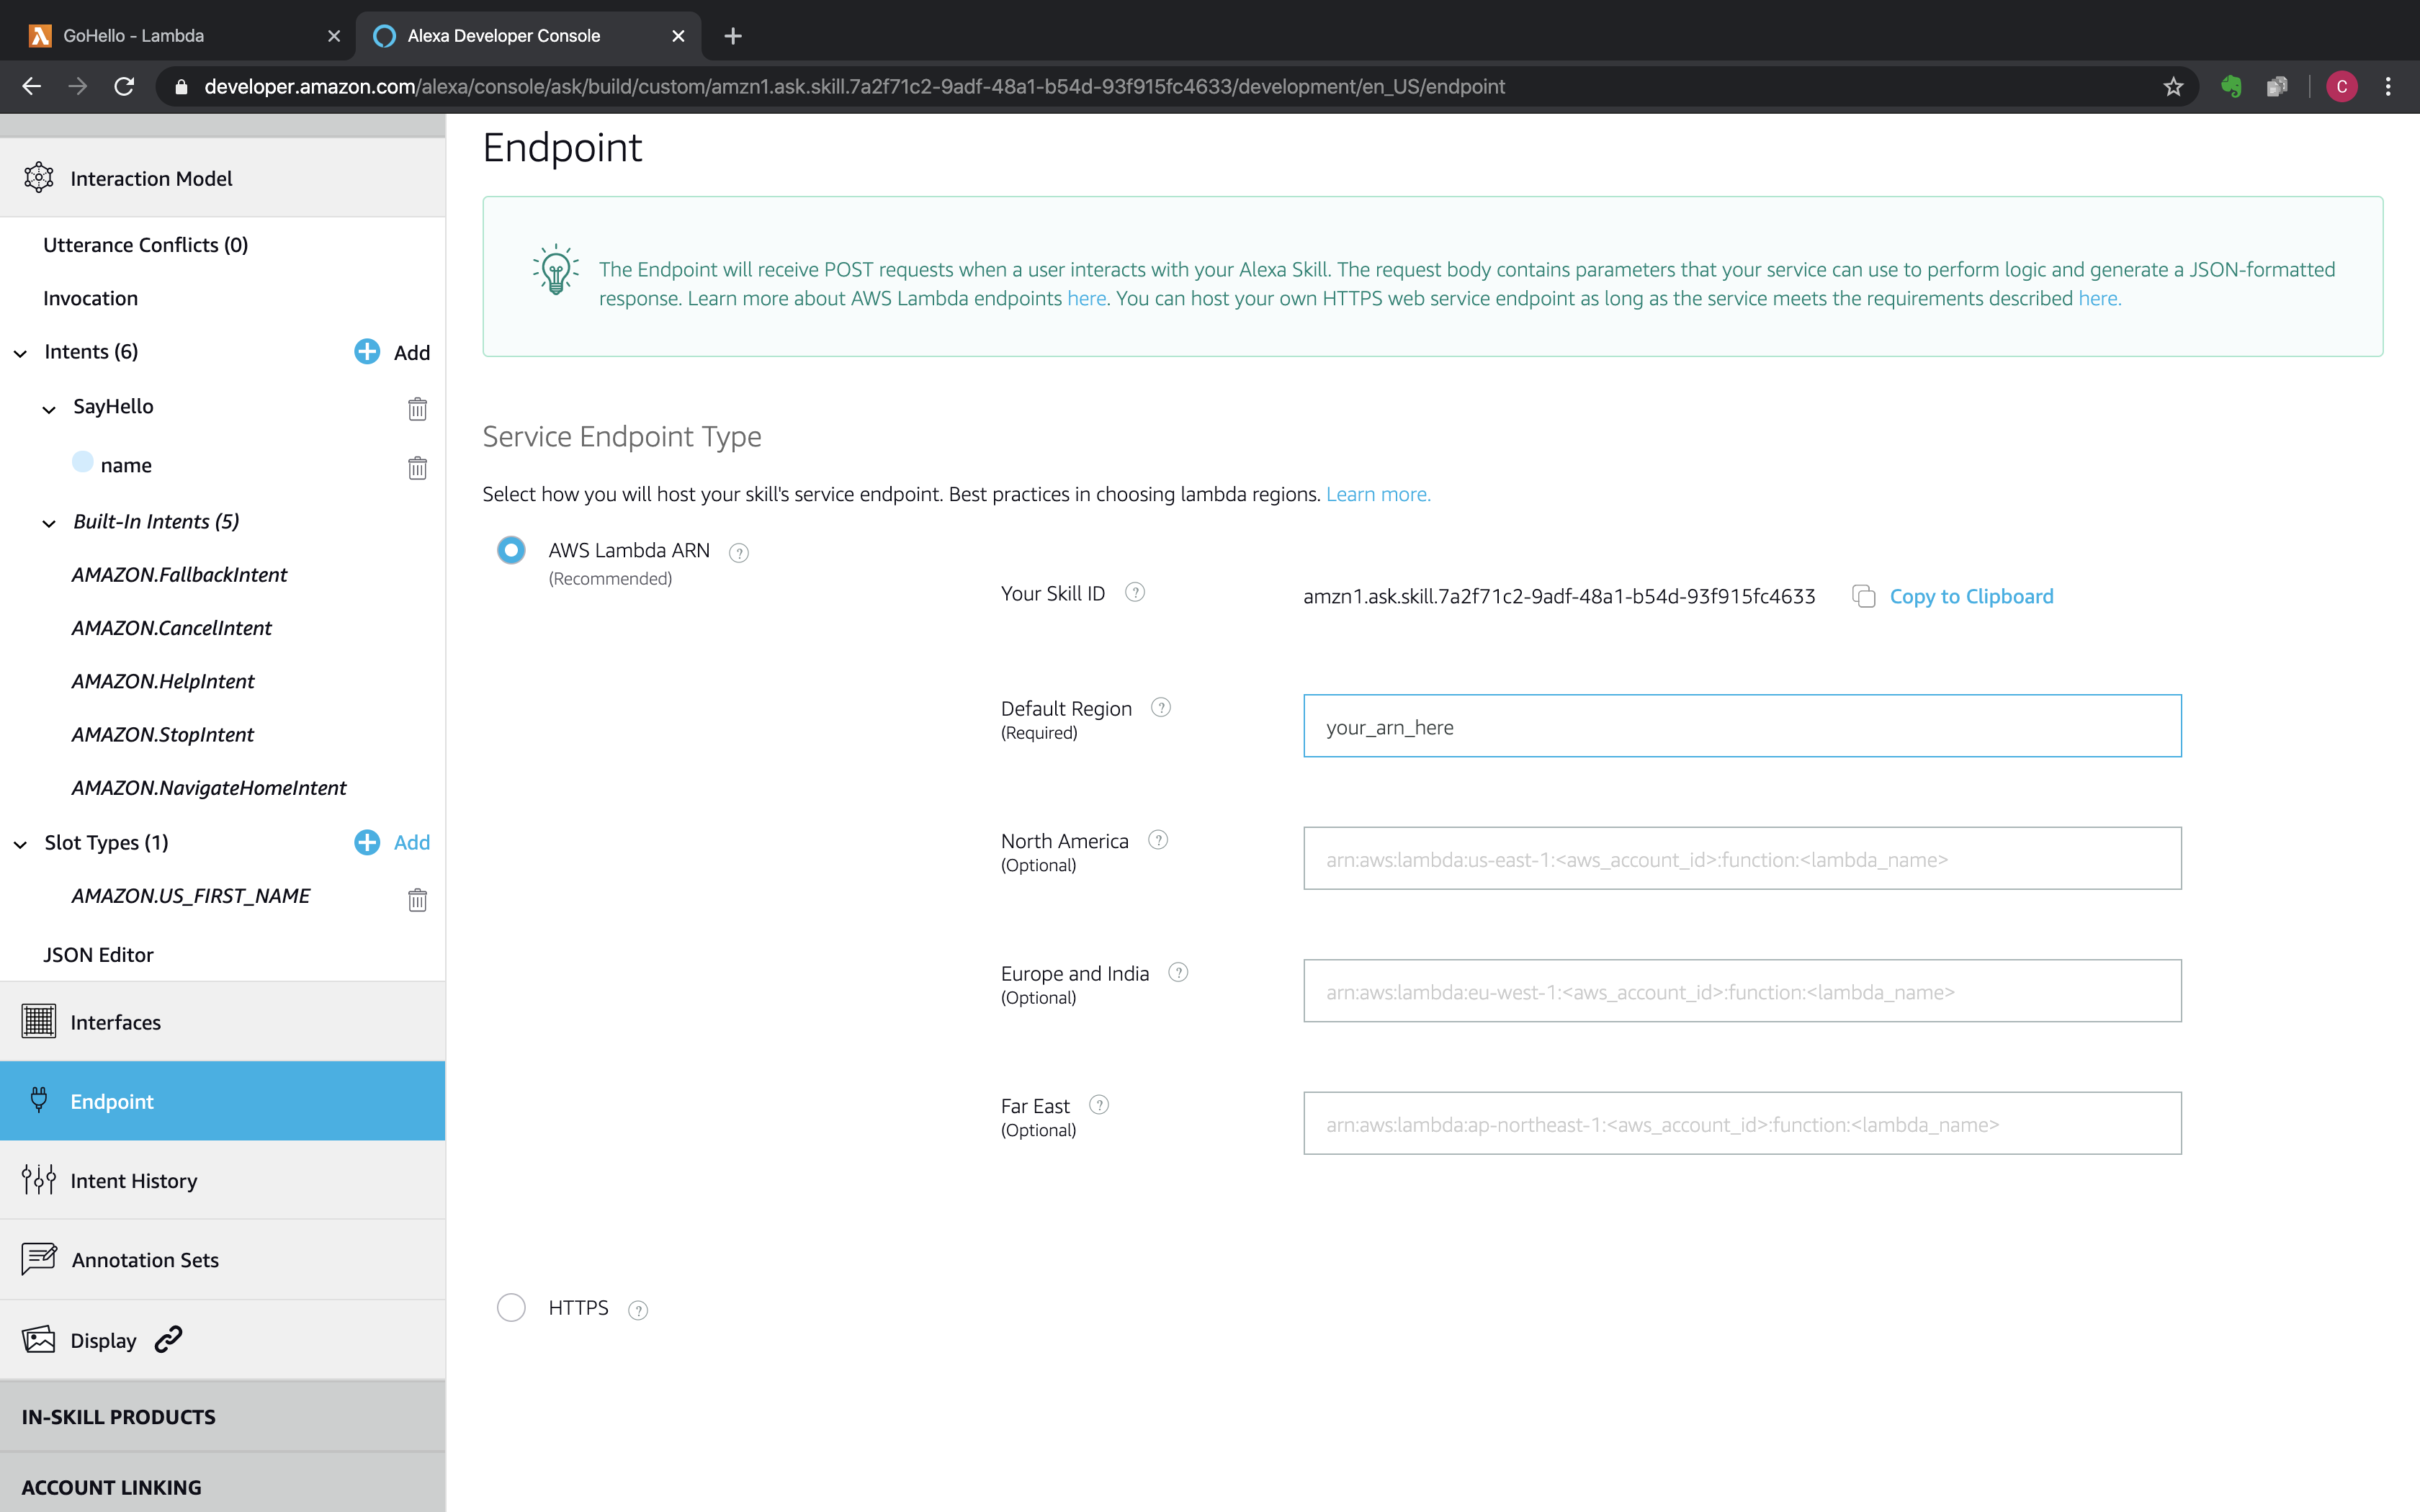 GoHello - Lambda
Alexa Developer Console
developer.amazon.com/alexa/console/ask/build/custom/amzn1.ask.skill.7a2f71c2-9adf-48a1-b54d-93f915fc4633/development/en_US/endpoint
C
Interaction Model
Utterance Conflicts (0)
Invocation
Intents (6)
Add
SayHello
name
Built-In Intents (5)
AMAZON.FallbackIntent
AMAZON.CancelIntent
AMAZON.HelpIntent
AMAZON.StopIntent
AMAZON.NavigateHomeIntent
Slot Types (1)
Add
AMAZON.US_FIRST_NAME
JSON Editor
Interfaces
Endpoint
Intent History
Annotation Sets
Display
IN-SKILL PRODUCTS
ACCOUNT LINKING
Endpoint
The Endpoint will receive POST requests when a user interacts with your Alexa Skill. The request body contains parameters that your service can use to perform logic and generate a JSON-formatted
response. Learn more about AWS Lambda endpoints here. You can host your own HTTPS web service endpoint as long as the service meets the requirements described here.
Service Endpoint Type
Select how you will host your skill's service endpoint. Best practices in choosing lambda regions. Learn more.
AWS Lambda ARN ?
(Recommended)
Your Skill ID ?
amzn1.ask.skill.7a2f71c2-9adf-48a1-b54d-93f915fc4633
Copy to Clipboard
Default Region ?
(Required)
your_arn_here
North America ?
(Optional)
arn:aws:lambda:us-east-1:<aws_account_id>:function:<lambda_name>
Europe and India ?
(Optional)
arn:aws:lambda:eu-west-1:<aws_account_id>:function:<lambda_name>
Far East ?
(Optional)
arn:aws:lambda:ap-northeast-1:<aws_account_id>:function:<lambda_name>
HTTPS ?